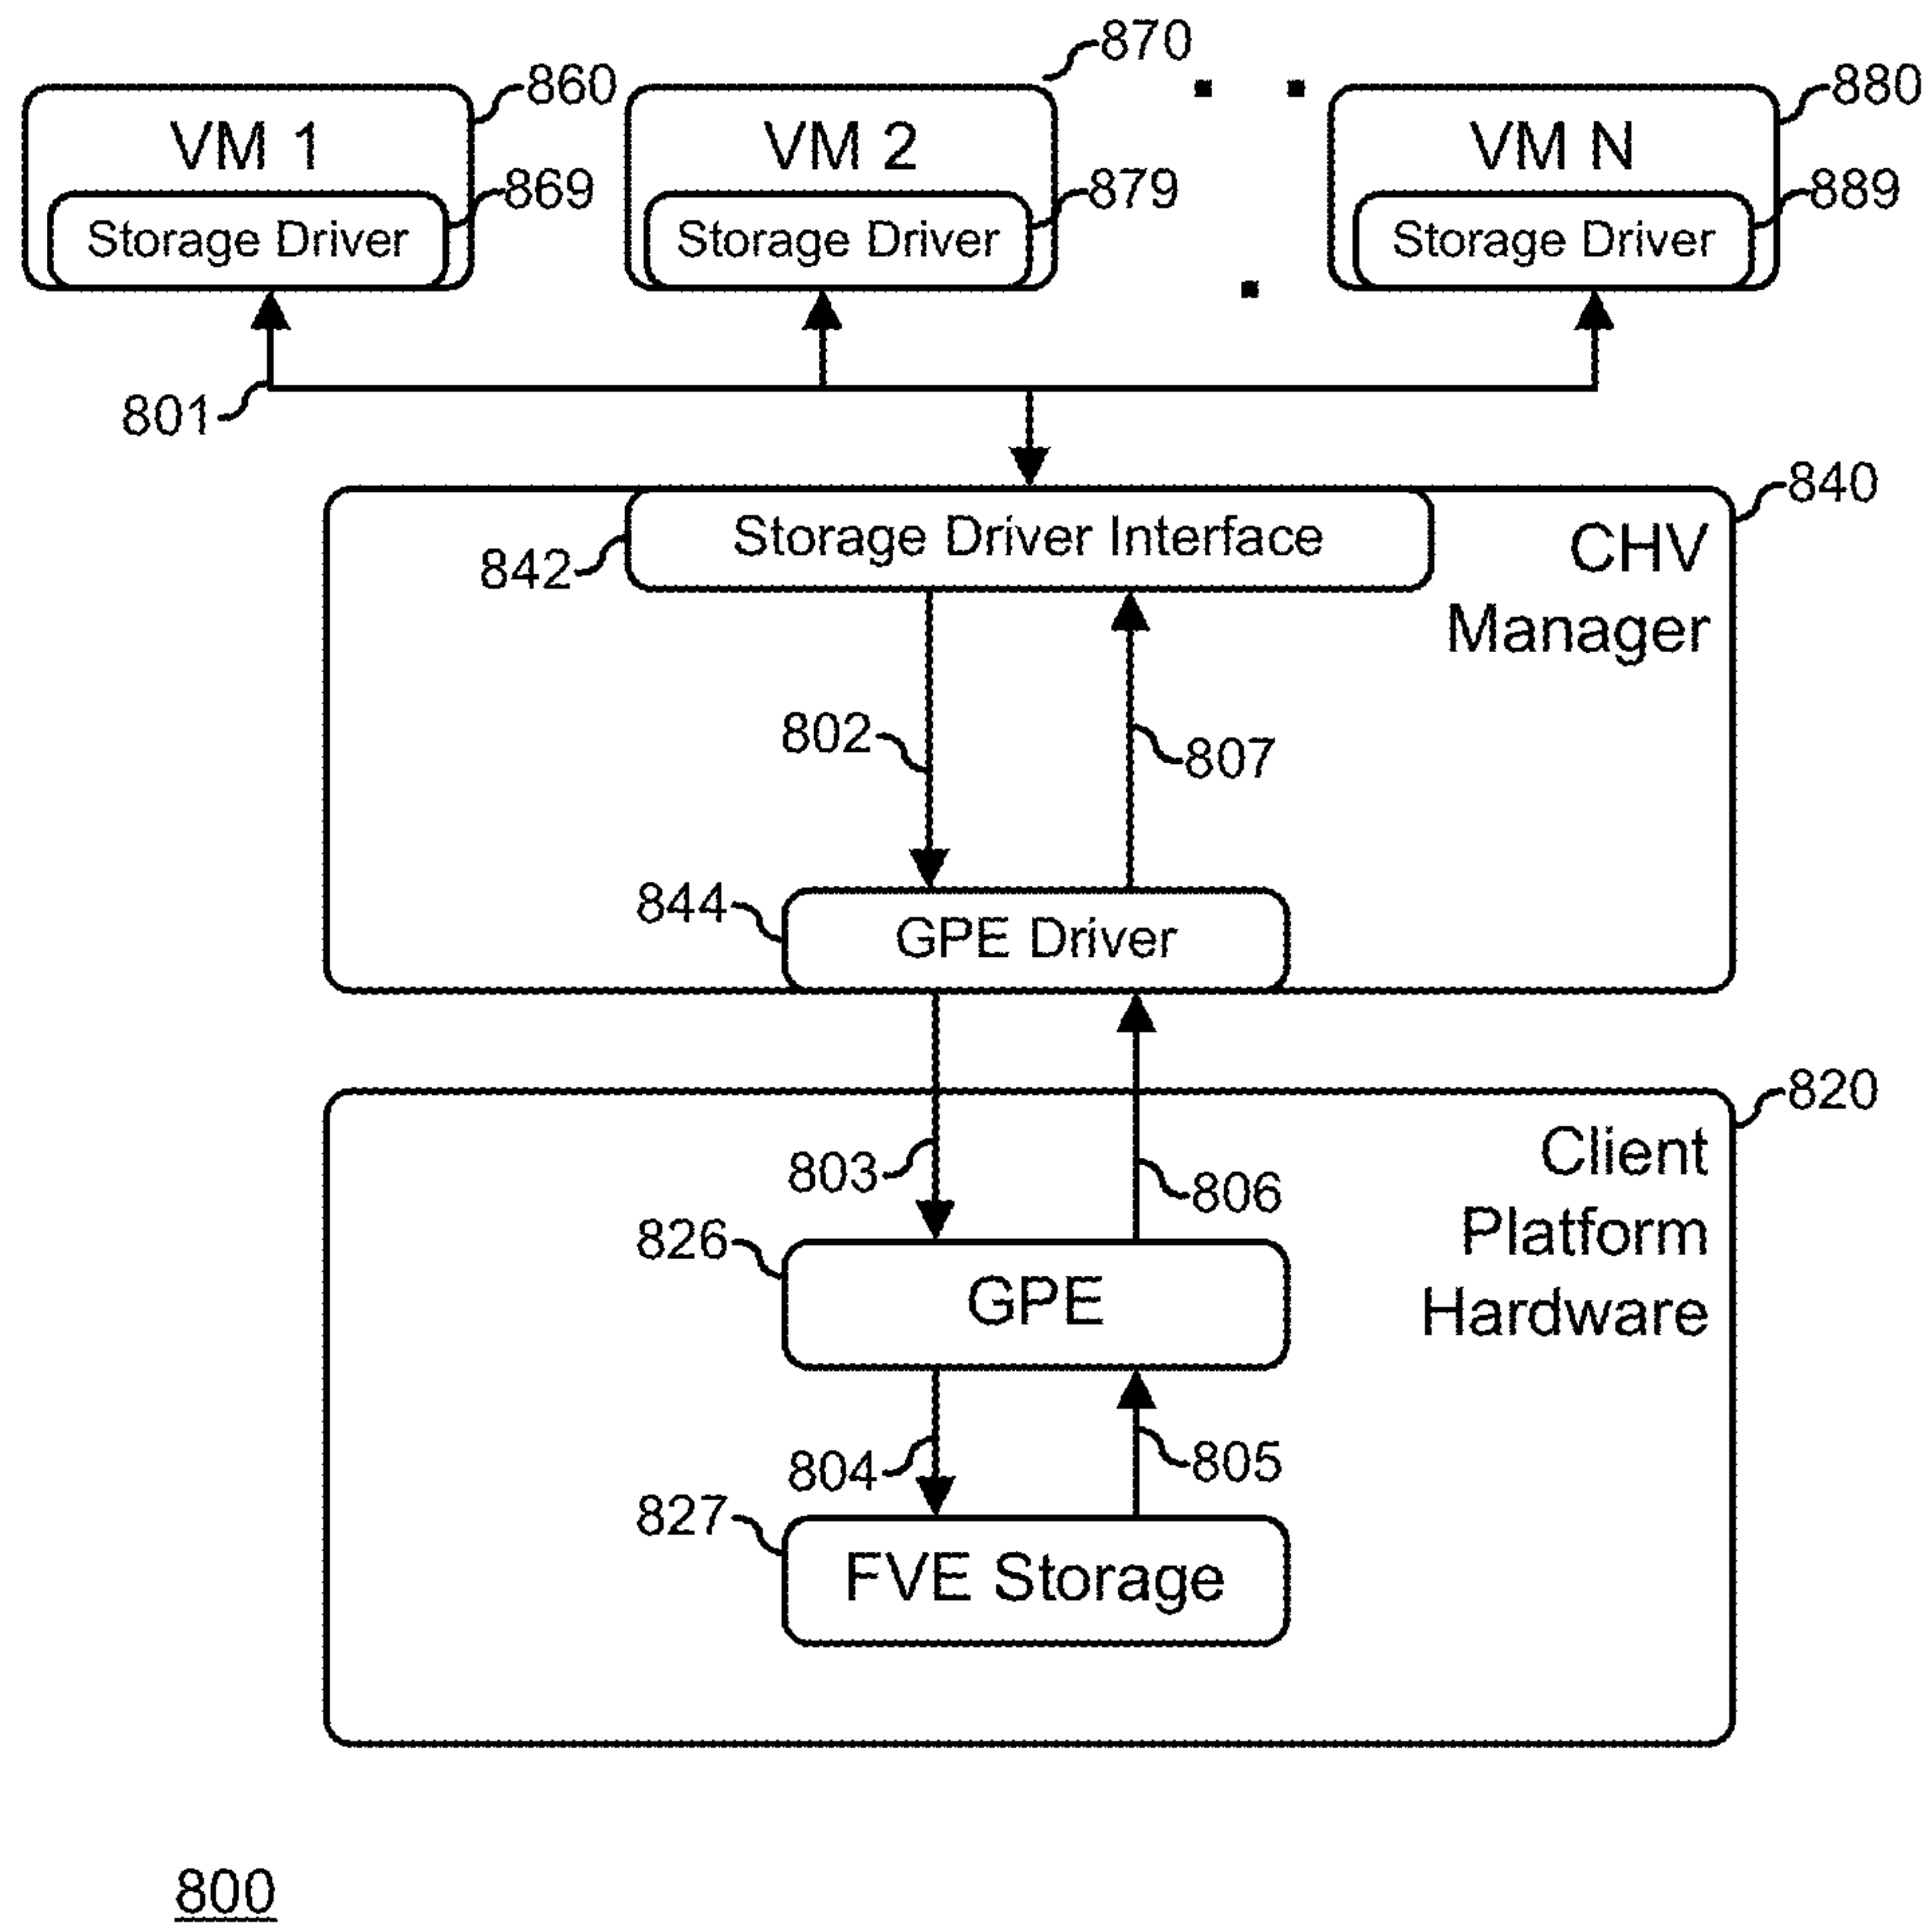 870
860
880
VM 1
VM 2
VM N
869
879
889
Storage Driver
Storage Driver
Storage Driver
801
840
Storage Driver Interface
CHV
842
Manager
802
807
844
GPE Driver
820
Client
803
806
Platform
826
GPE
Hardware
804
805
827
FVE Storage
800